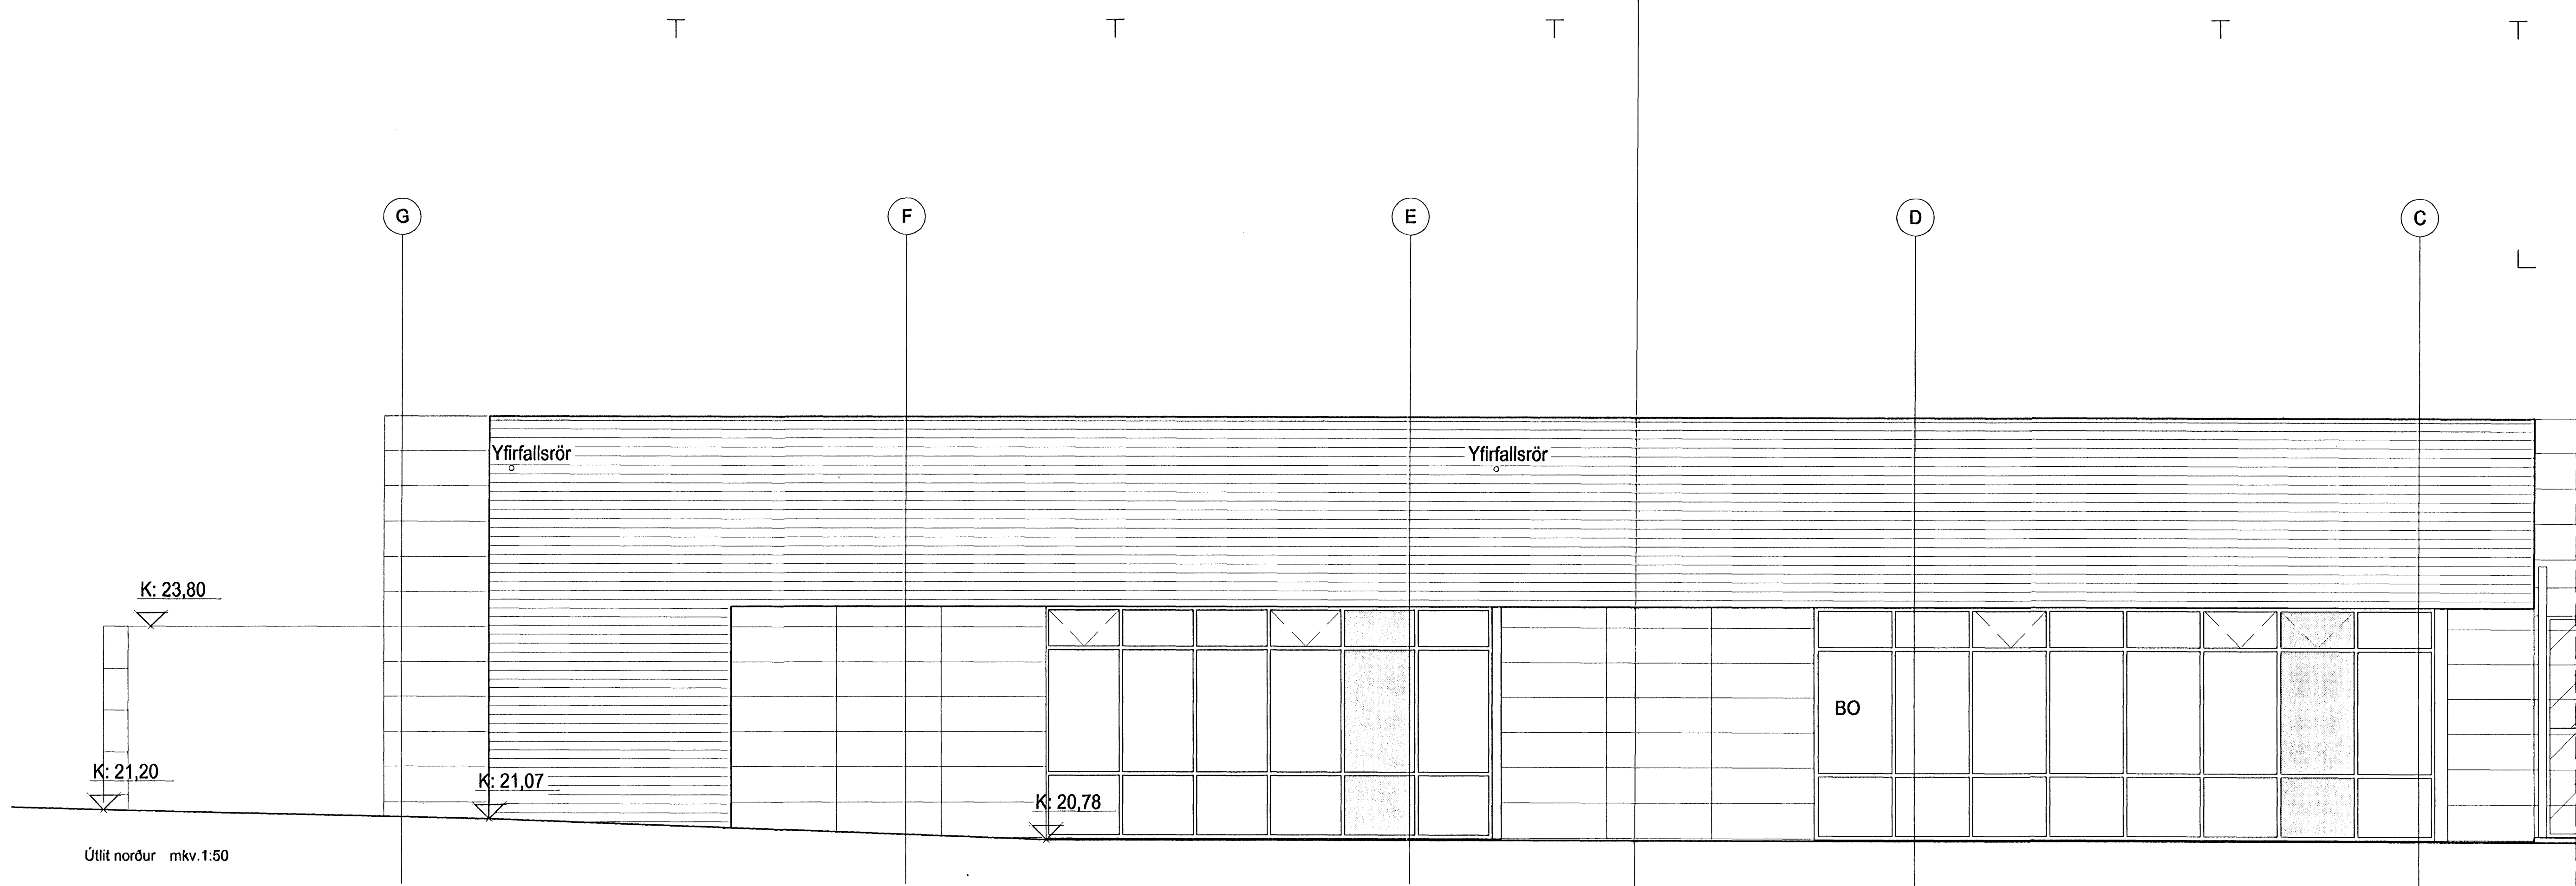 G
F
E
D
C
Yfirfallsrör
Yfirfallsrör
K: 23,80
BO
K: 21,20
K: 21,07
K: 20,78
Útlit norður mkv.1:50